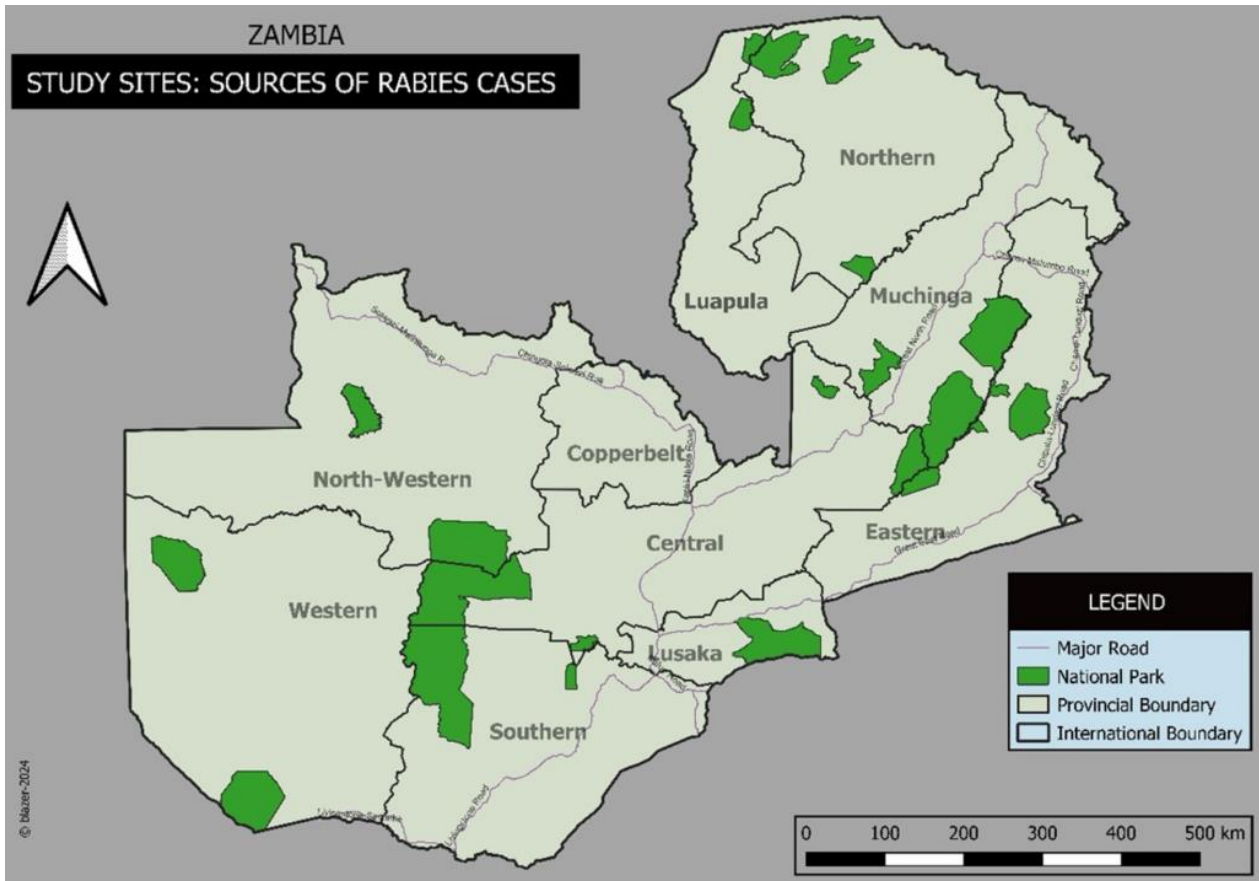 ZAMBIA
STUDY SITES: SOURCES OF RABIES CASES
Northern
Luapula
Muchinga
Copperbelt
North-Western
Eastern
Central
Western
Lusaka
Southern
LEGEND
Major Road
National Park
Provincial Boundary
International Boundary
© blazer-2024
0 100 200 300 400 500 km